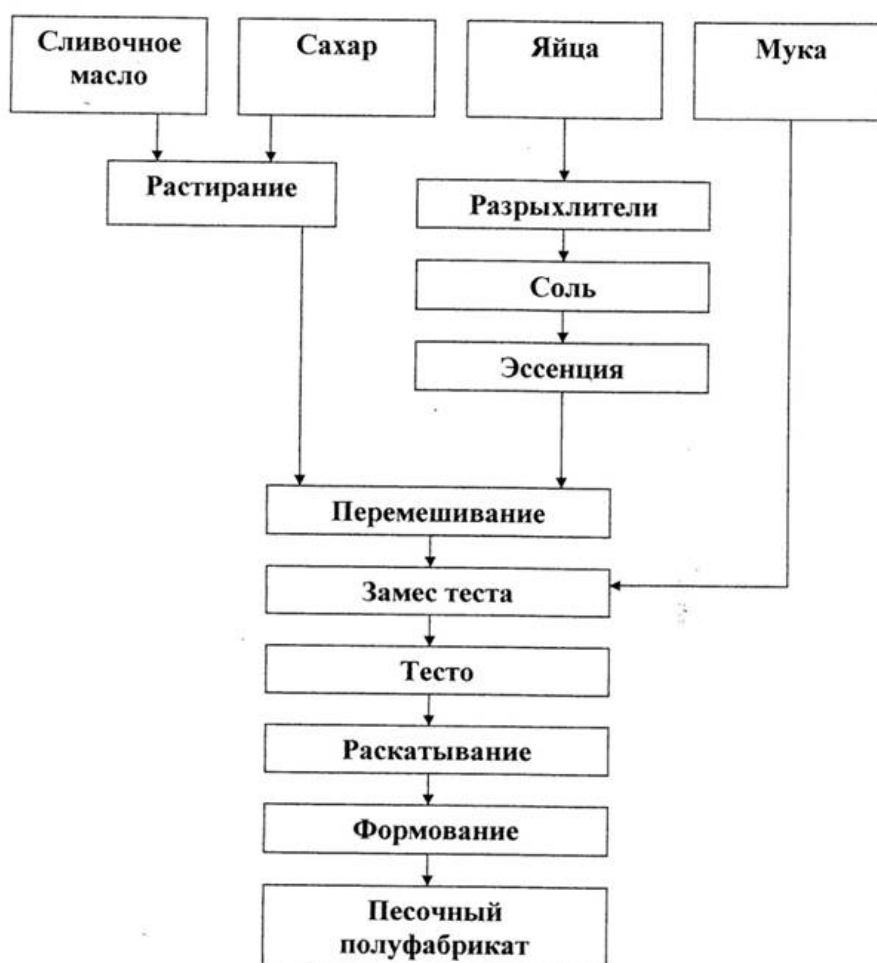 Сливочное
масло
Сахар
Яйца
Мука
Растирание
Разрыхлители
Соль
Эссенция
Перемешивание
Замес теста
Тесто
Раскатывание
Формование
Песочный
полуфабрикат